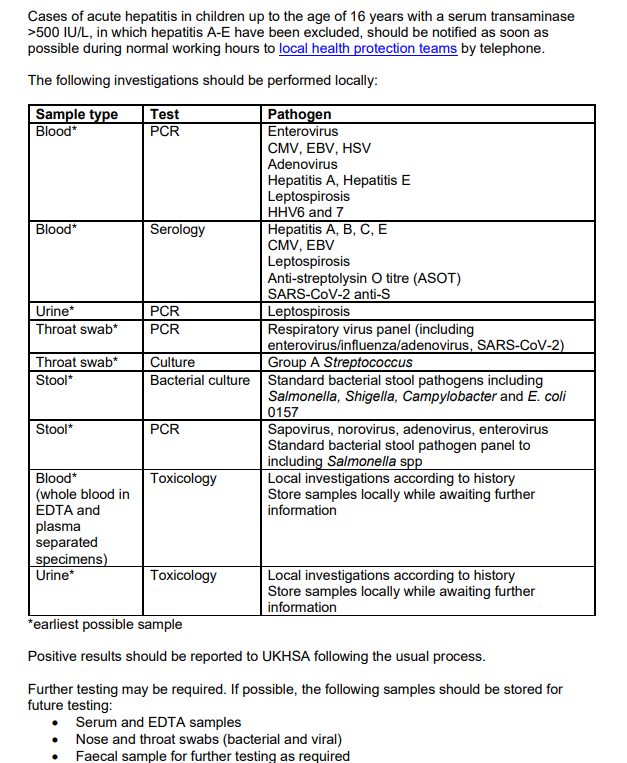 Cases of acute hepatitis in children up to the age of 16 years with a serum transaminase
>500 IU/L, in which hepatitis A-E have been excluded, should be notified as soon as
possible during normal working hours to local health protection teams by telephone.
The following investigations should be performed locally:
Sample type Test Pathogen
Blood* PCR Enterovirus
CMV, EBV, HSV
Adenovirus
Hepatitis A, Hepatitis E
Leptospirosis
HHV6 and 7
Blood* Serology Hepatitis A, B, C, E
CMV, EBV
Leptospirosis
Anti-streptolysin O titre (ASOT)
SARS-CoV-2 anti-S
Urine* PCR Leptospirosis
Throat swab* PCR Respiratory virus panel (including
enterovirus/influenza/adenovirus, SARS-CoV-2)
Throat swab* Culture Group A Streptococcus
Stool* Bacterial culture Standard bacterial stool pathogens including
Salmonella, Shigella, Campylobacter and E. coli
0157
Stool* PCR Sapovirus, norovirus, adenovirus, enterovirus
Standard bacterial stool pathogen panel to
including Salmonella spp
Blood* Toxicology Local investigations according to history
(whole blood in Store samples locally while awaiting further
EDTA and information
plasma
separated
specimens)
Urine* Toxicology Local investigations according to history
Store samples locally while awaiting further
information
*earliest possible sample
Positive results should be reported to UKHSA following the usual process.
Further testing may be required. If possible, the following samples should be stored for
future testing:
• Serum and EDTA samples
• Nose and throat swabs (bacterial and viral)
• Faecal sample for further testing as required